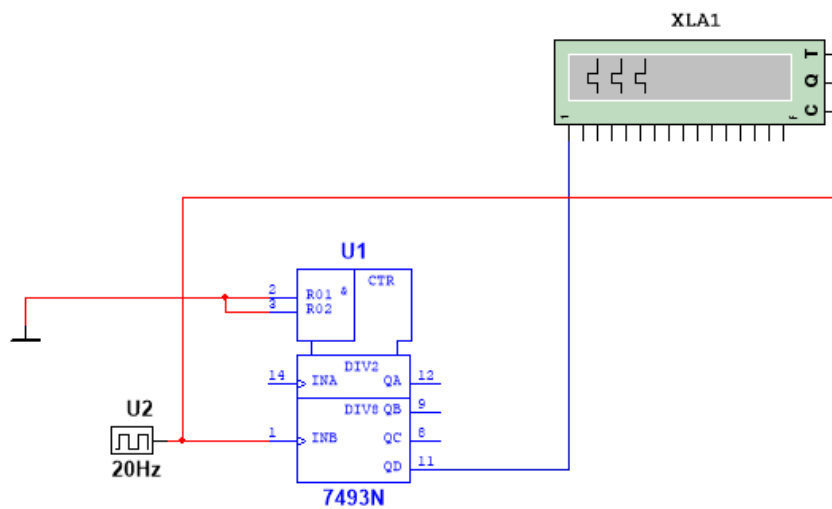 XLA1
T
Q
C
1
F
U1
2
R01
&
CTR
3
R02
14
INA
DIV2
QA
12
DIV8
QB
9
U2
1
INB
QC
8
20Hz
QD
11
7493N